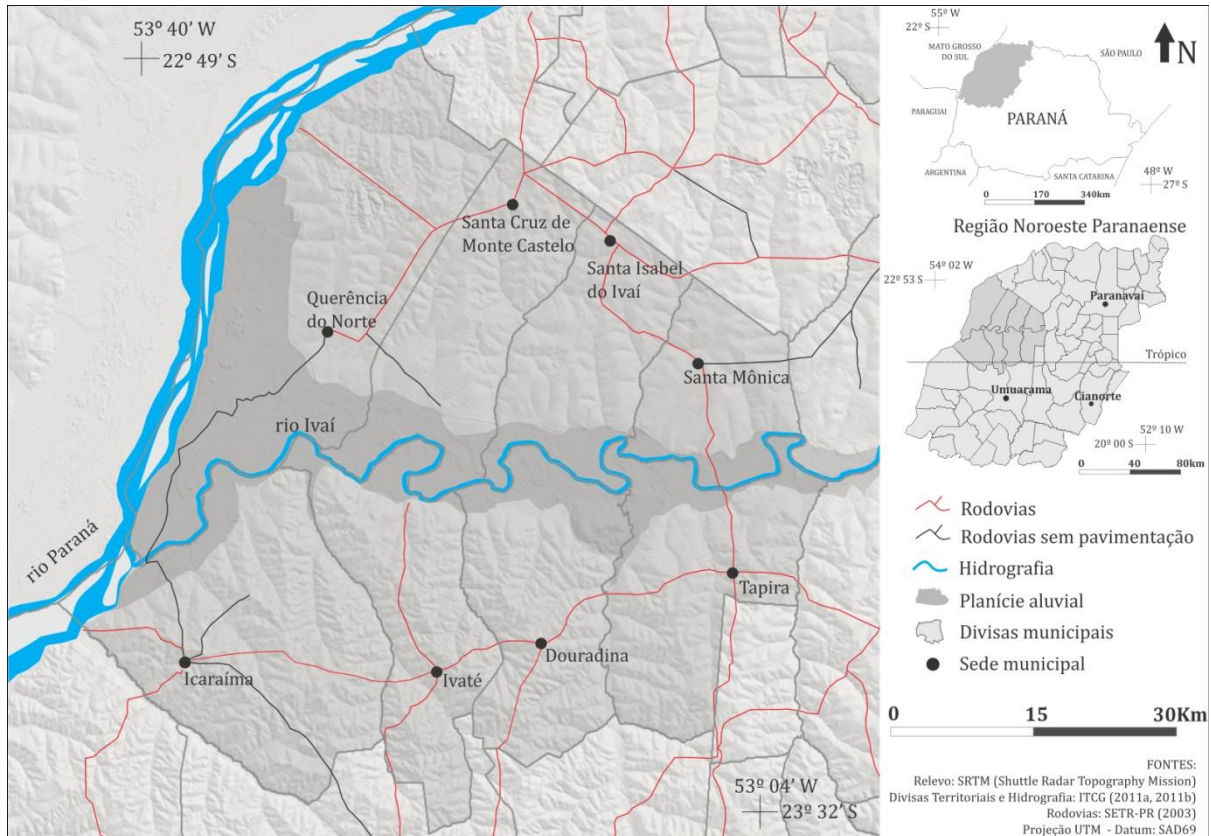 53º 40' W
22º 49' S
Santa Cruz de
Monte Castelo
Santa Isabel
do Ivaí
Querência
do Norte
Santa Mônica
rio Ivaí
rio Paraná
Tapira
Douradina
Icaraíma
Ivaté
53º 04' W
23º 32' S
55º W
22º S
MATO GROSSO
DO SUL
SÃO PAULO
N
PARAGUAI
PARANÁ
ARGENTINA
SANTA CATARINA
48º W
27º S
0 170 340km
Região Noroeste Paranaense
54º 02 W
22º 53 S
Paranavaí
Trópico
Umuarama
Cianorte
52º 10 W
20º 00 S
0 40 80km
Rodovias
Rodovias sem pavimentação
Hidrografia
Planície aluvial
Divisas municipais
Sede municipal
0 15 30Km
FONTES:
Relevo: SRTM (Shuttle Radar Topography Mission)
Divisas Territoriais e Hidrografia: ITCG (2011a, 2011b)
Rodovias: SETR-PR (2003)
Projeção UTM - Datum: SAD69